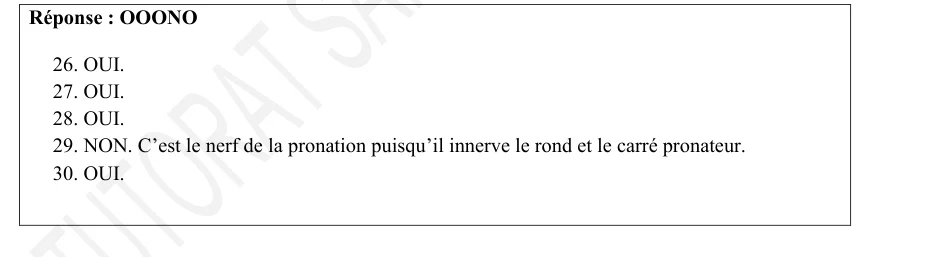 Réponse : OOONO
26. OUI.
27. OUI.
28. OUI.
29. NON. C’est le nerf de la pronation puisqu’il innerve le rond et le carré pronateur.
30. OUI.
TUTORAT